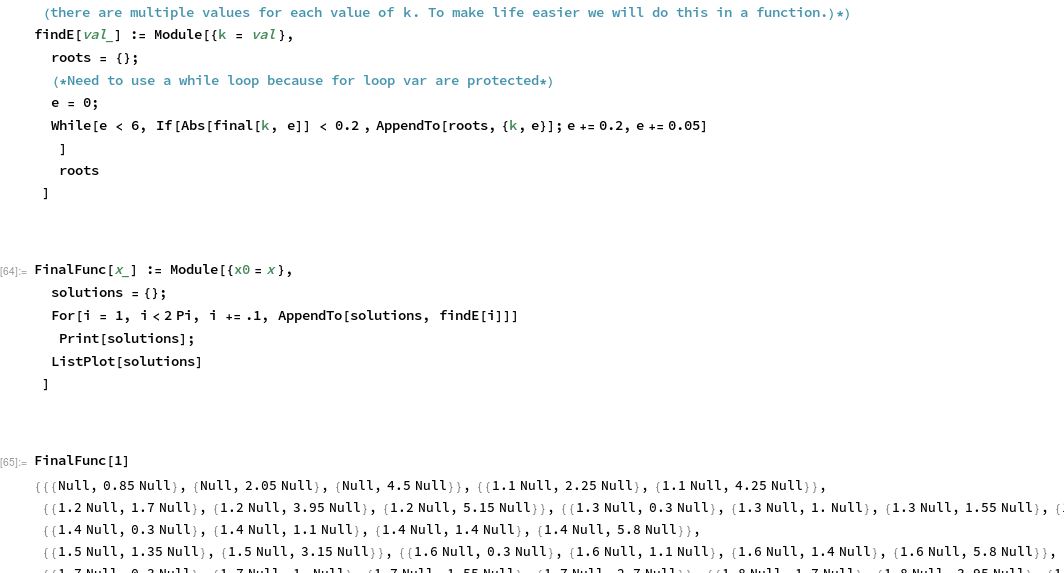 (there are multiple values for each value of k. To make life easier we will do this in a function.)*)
findE[val_] := Module[{k = val},
roots = {};
(*Need to use a while loop because for loop var are protected*)
e = 0;
While[e < 6, If[Abs[final[k, e]] < 0.2 , AppendTo[roots, {k, e}]; e += 0.2, e += 0.05]
]
roots
]
[64]:= FinalFunc[x_] := Module[{x0 = x},
solutions = {};
For[i = 1, i < 2 Pi, i += .1, AppendTo[solutions, findE[i]]]
Print[solutions];
ListPlot[solutions]
]
[65]:= FinalFunc[1]
{{{Null, 0.85 Null}, {Null, 2.05 Null}, {Null, 4.5 Null}}, {{1.1 Null, 2.25 Null}, {1.1 Null, 4.25 Null}},
{{1.2 Null, 1.7 Null}, {1.2 Null, 3.95 Null}, {1.2 Null, 5.15 Null}}, {{1.3 Null, 0.3 Null}, {1.3 Null, 1. Null}, {1.3 Null, 1.55 Null},
{{1.4 Null, 0.3 Null}, {1.4 Null, 1.1 Null}, {1.4 Null, 1.4 Null}, {1.4 Null, 5.8 Null}},
{{1.5 Null, 1.35 Null}, {1.5 Null, 3.15 Null}}, {{1.6 Null, 0.3 Null}, {1.6 Null, 1.1 Null}, {1.6 Null, 1.4 Null}, {1.6 Null, 5.8 Null}},